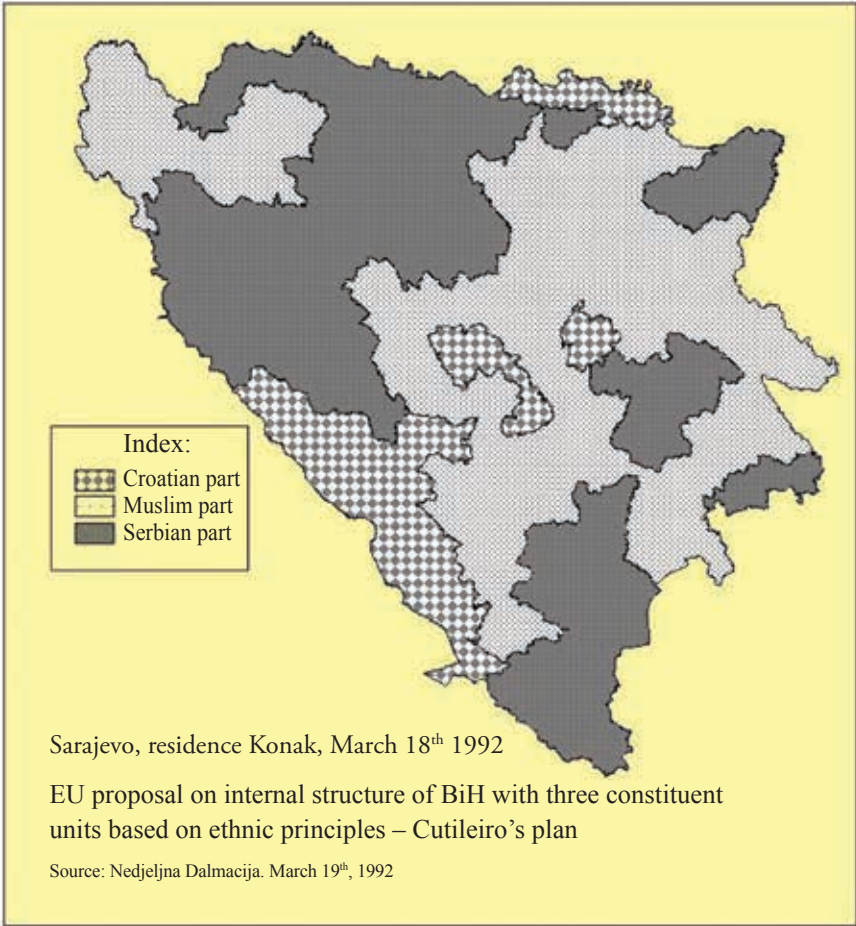 Index:
Croatian part
Muslim part
Serbian part
Sarajevo, residence Konak, March 18th 1992
EU proposal on internal structure of BiH with three constituent
units based on ethnic principles – Cutileiro’s plan
Source: Nedjeljna Dalmacija. March 19th, 1992